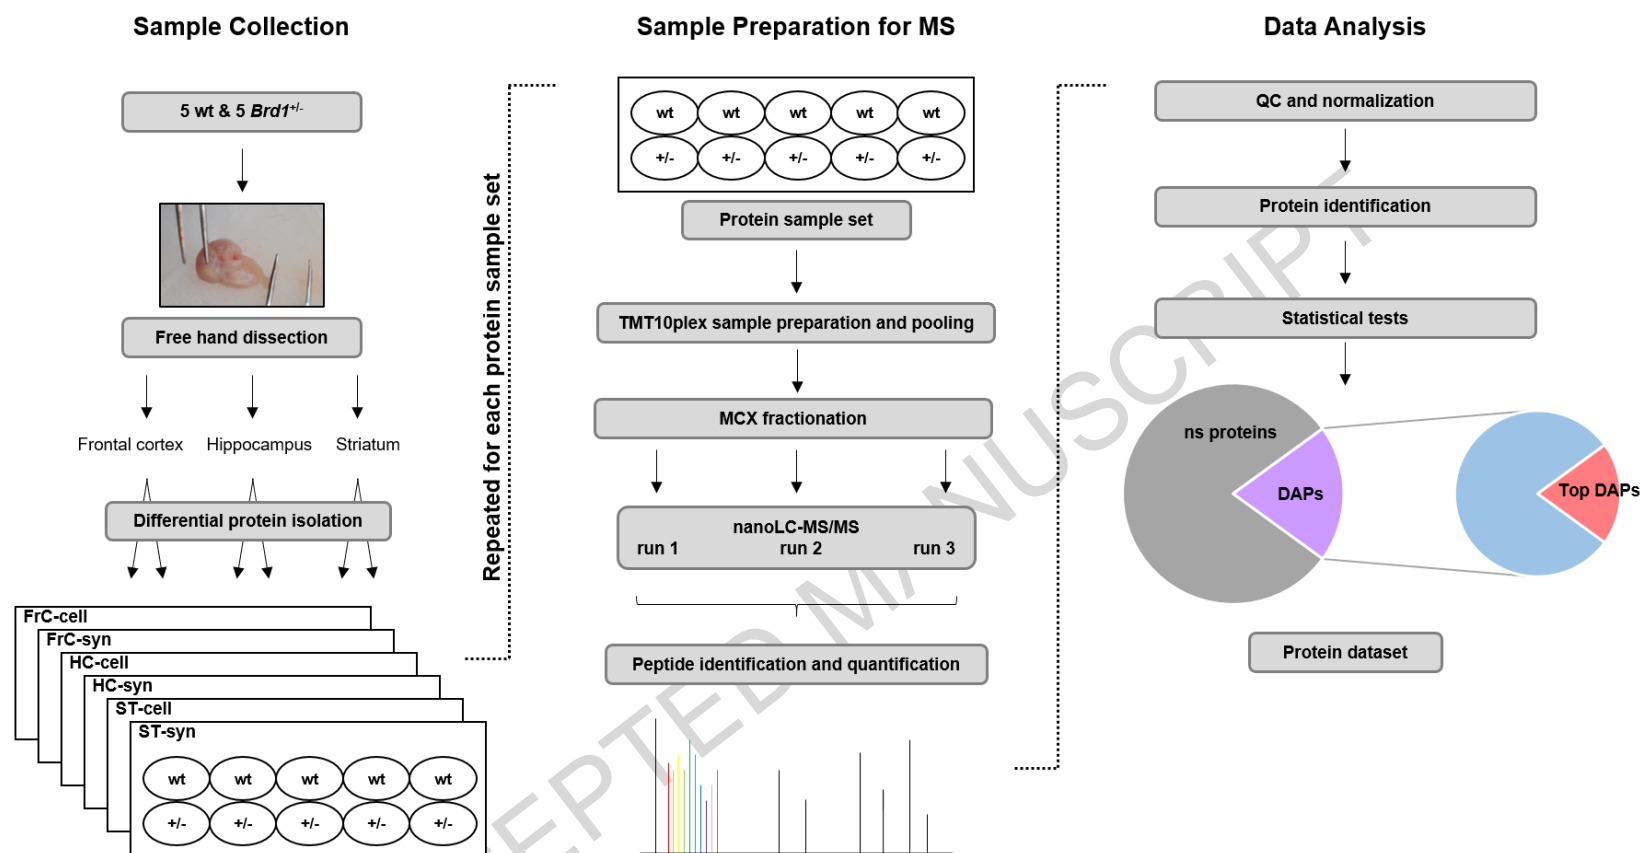 Sample Collection
5 wt & 5 Brd1+/-
Free hand dissection
Frontal cortex
Hippocampus
Striatum
Differential protein isolation
FrC-cell
FrC-syn
HC-cell
HC-syn
ST-cell
ST-syn
wt wt wt wt wt
+/- +/- +/- +/- +/-
Repeated for each protein sample set
Sample Preparation for MS
wt wt wt wt wt
+/- +/- +/- +/- +/-
Protein sample set
TMT10plex sample preparation and pooling
MCX fractionation
nanoLC-MS/MS
run 1 run 2 run 3
Peptide identification and quantification
Data Analysis
QC and normalization
Protein identification
Statistical tests
ns proteins
DAPs
Top DAPs
Protein dataset
EPTED MANUSCRIPT